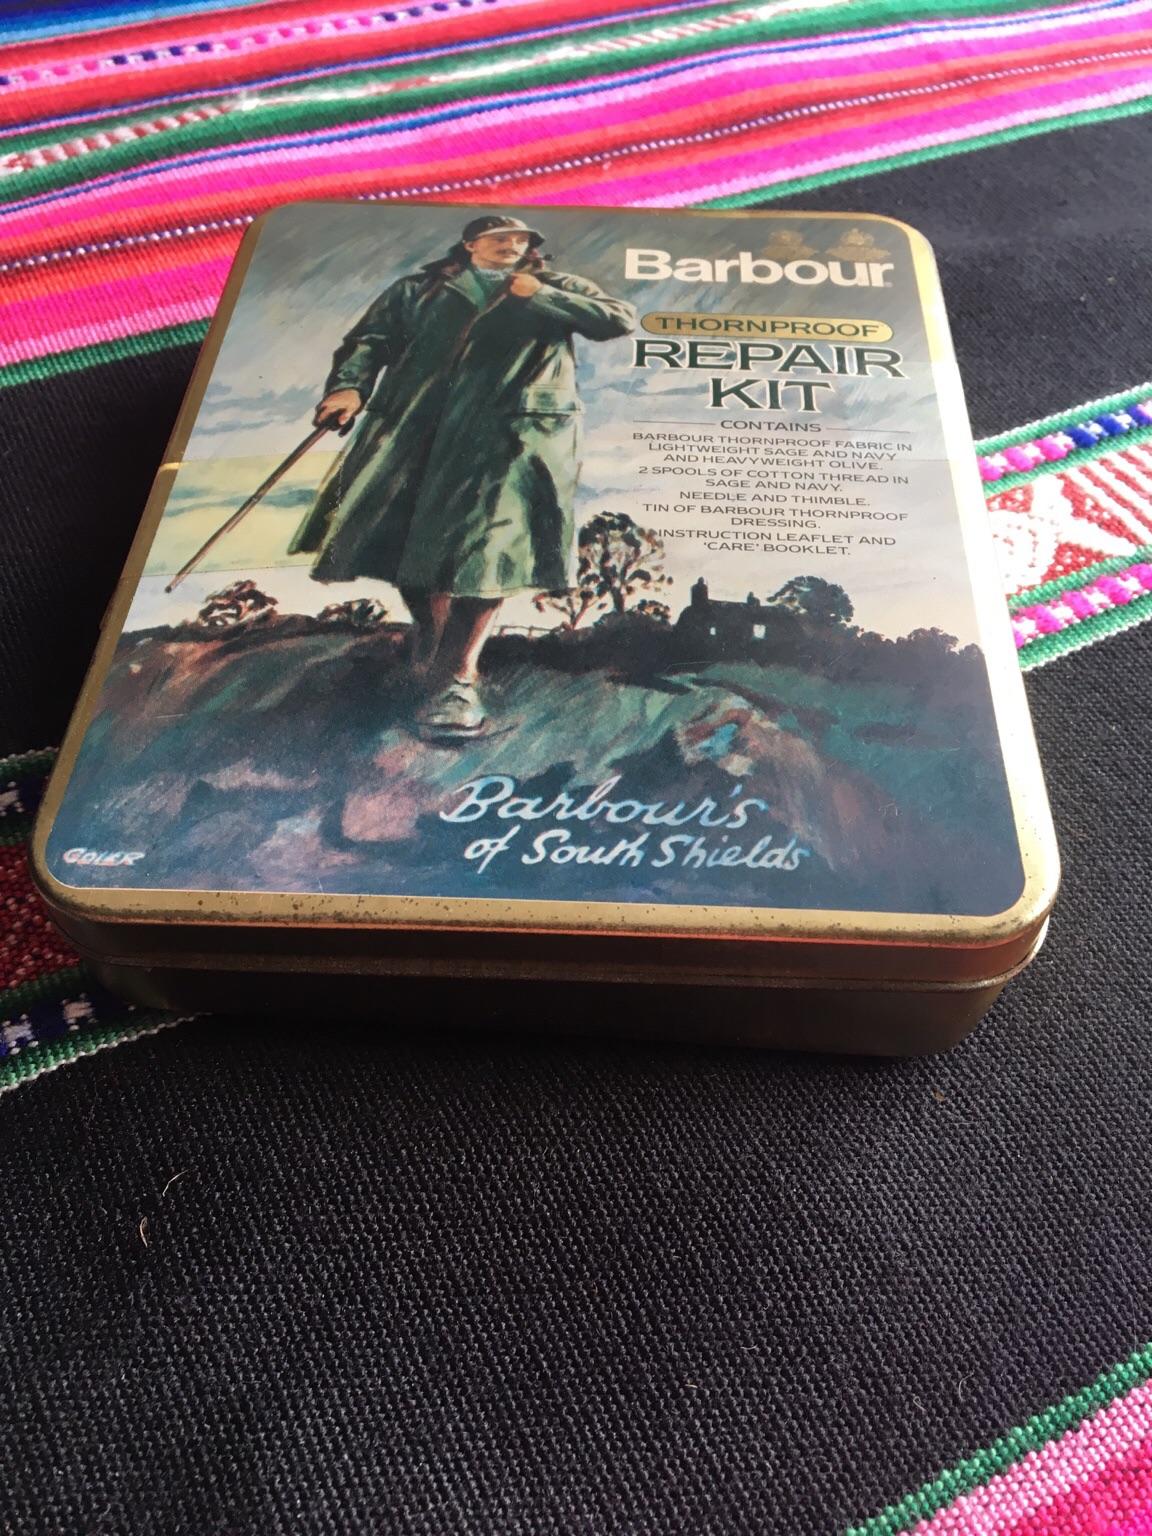 Barbour
THORNPROOF
REPAIR
KIT
CONTAINS
BARBOUR THORNPROOF FABRIC IN
LIGHTWEIGHT SAGE AND NAVY
AND HEAVYWEIGHT OLIVE.
2 SPOOLS OF COTTON THREAD IN
SAGE AND NAVY.
NEEDLE AND THIMBLE.
TIN OF BARBOUR THORNPROOF
DRESSING.
INSTRUCTION LEAFLET AND
'CARE' BOOKLET.
Barbour's
of South Shields
GOLER